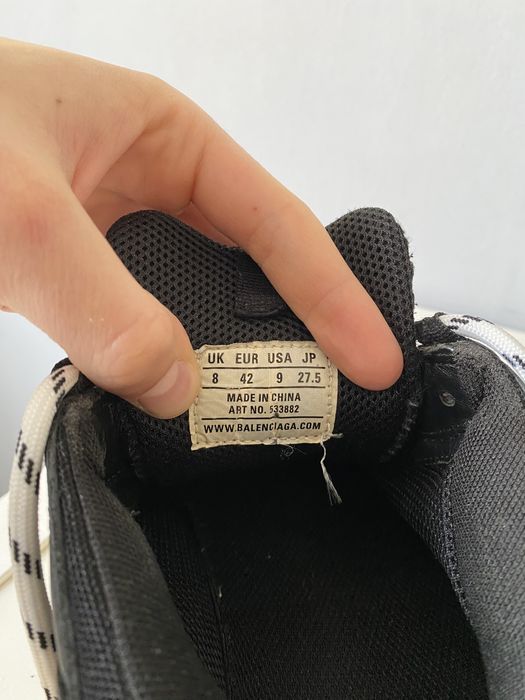 UK EUR USA JP
8 42 9 27.5
MADE IN CHINA
ART NO. 533882
WWW.BALENCIAGA.COM